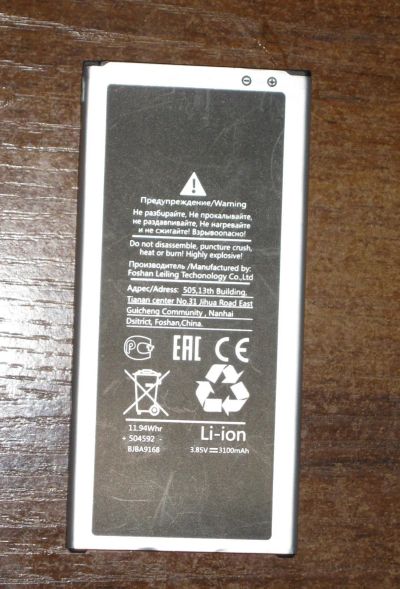 ⊖ ⊕
Предупреждение/Warning
Не разбирайте, Не прокалывайте,
не раздавливайте, Не нагревайте
и не сжигайте! Взрывоопасно!
Do not disassemble, puncture crush,
heat or burn! Highly explosive!
Производитель /Manufactured by:
Foshan Leiling Techonology Co,.Ltd
Адрес/Adress: 505,13th Building,
Tianan center No.31 Jihua Road East
Guicheng Community , Nanhai
Dsitrict, Foshan,China.
EAC CE
11.94Whr
+ 504592 -
BJBA9168
Li-ion
3.85V⎓3100mAh